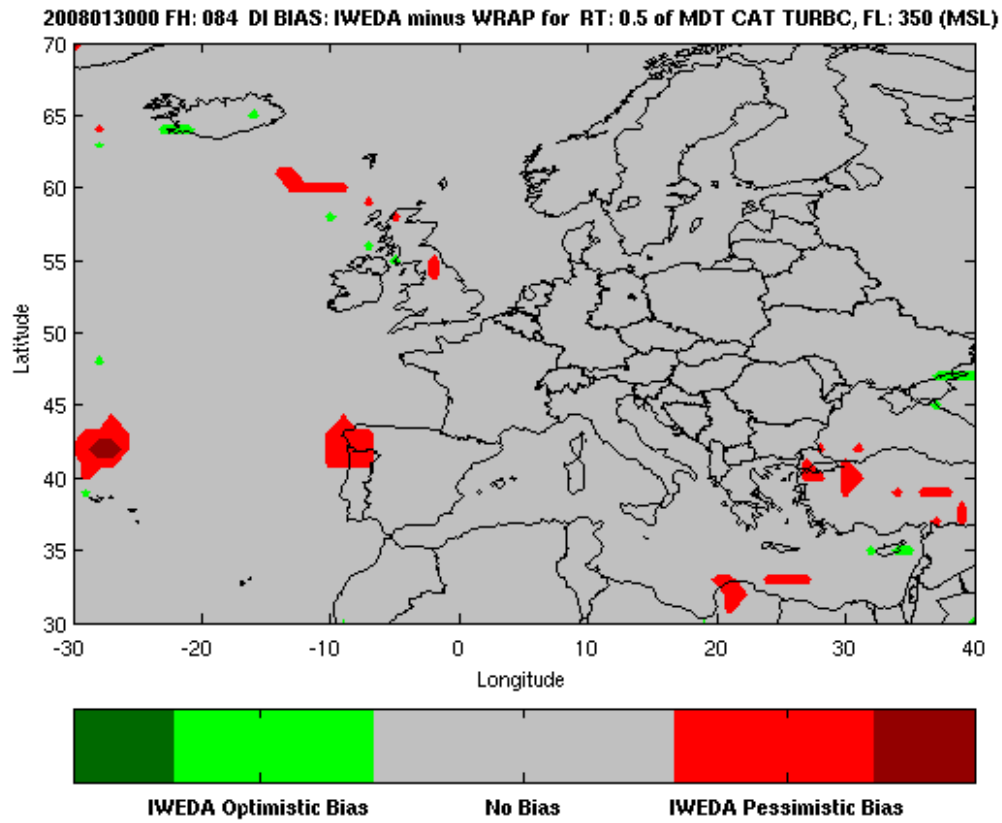 2008013000 FH: 084 DI BIAS: IWEDA minus WRAP for RT: 0.5 of MDT CAT TURBC, FL: 350 (MSL)
70
65
60
55
50
45
40
35
30
Latitude
-30 -20 -10 0 10 20 30 40
Longitude
IWEDA Optimistic Bias No Bias IWEDA Pessimistic Bias